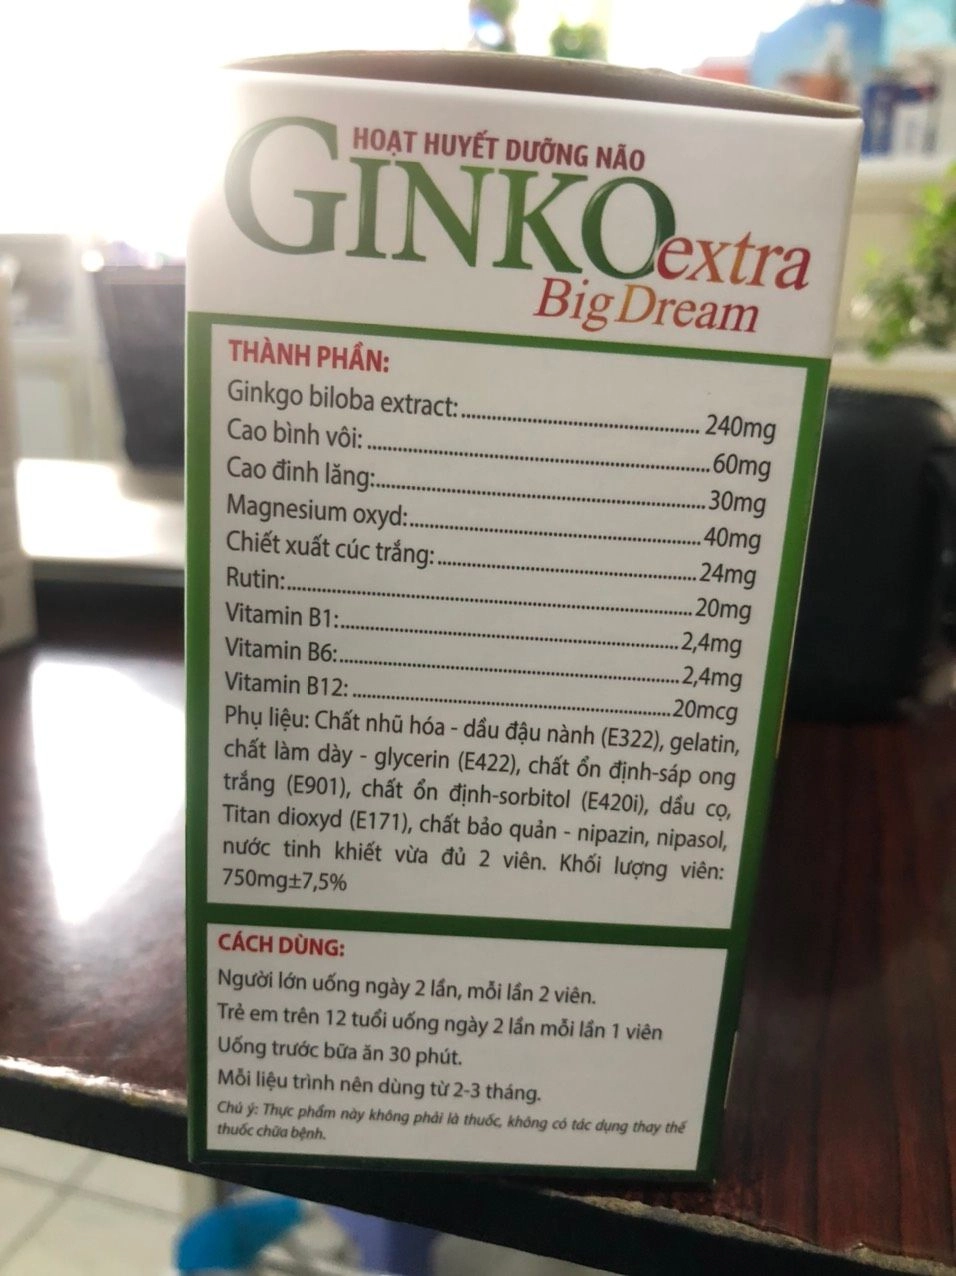 HOẠT HUYẾT DƯỠNG NÃO
GINKO extra
Big Dream
THÀNH PHẦN:
Ginkgo biloba extract:.................................... 240mg
Cao bình vôi: ....................................................60mg
Cao đinh lăng:..................................................30mg
Magnesium oxyd:............................................40mg
Chiết xuất cúc trắng:.......................................24mg
Rutin:.............................................................20mg
Vitamin B1:....................................................2,4mg
Vitamin B6:....................................................2,4mg
Vitamin B12: ................................................20mcg
Phụ liệu: Chất nhũ hóa - dầu đậu nành (E322), gelatin,
chất làm dày - glycerin (E422), chất ổn định-sáp ong
trắng (E901), chất ổn định-sorbitol (E420i), dầu cọ,
Titan dioxyd (E171), chất bảo quản - nipazin, nipasol,
nước tinh khiết vừa đủ 2 viên. Khối lượng viên:
750mg±7,5%
CÁCH DÙNG:
Người lớn uống ngày 2 lần, mỗi lần 2 viên.
Trẻ em trên 12 tuổi uống ngày 2 lần mỗi lần 1 viên
Uống trước bữa ăn 30 phút.
Mỗi liệu trình nên dùng từ 2-3 tháng.
Chú ý: Thực phẩm này không phải là thuốc, không có tác dụng thay thế
thuốc chữa bệnh.